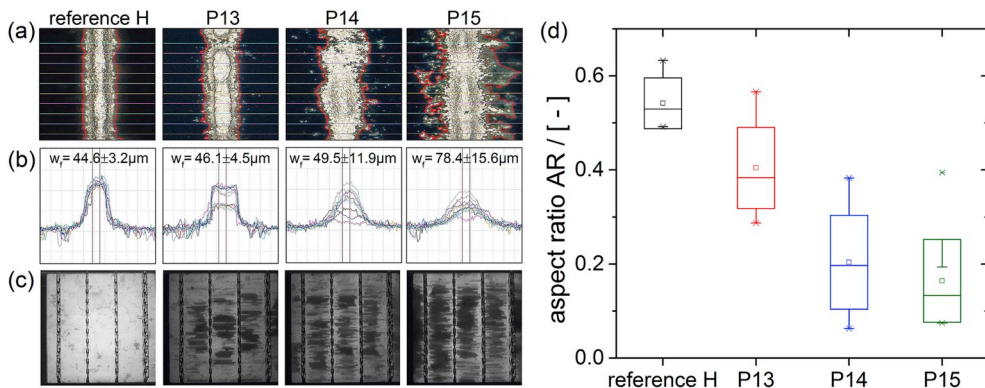 reference H P13 P14 P15
(a)
(b)
w_f= 44.6±3.2µm w_f= 46.1±4.5µm w_f= 49.5±11.9µm w_f= 78.4±15.6µm
(c)
(d)
aspect ratio AR / [ - ]
0.6
0.4
0.2
0.0
reference H P13 P14 P15